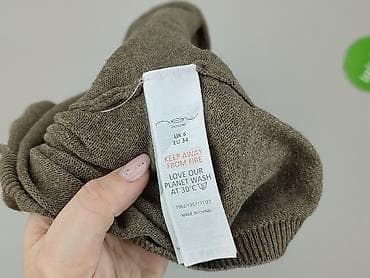 UK 6
EU 34
KEEP AWAY
FROM FIRE
LOVE OUR
PLANET WASH
AT 30°C
MADE IN CHINA